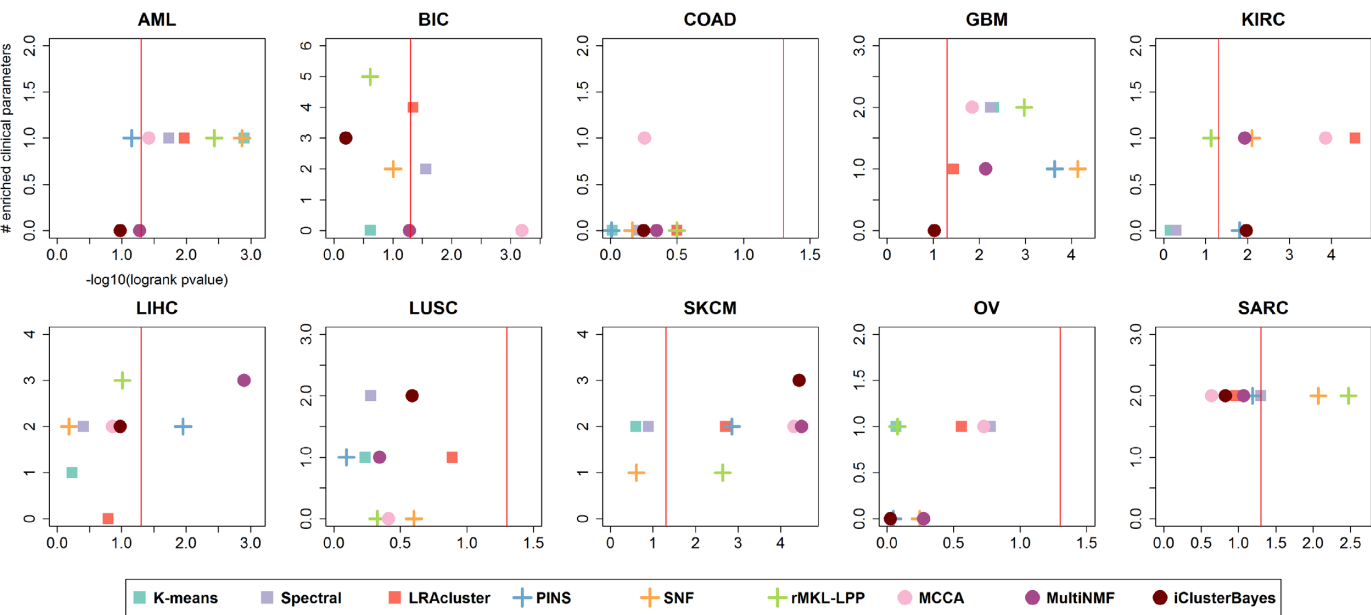 AML BIC COAD GBM KIRC
# enriched clinical parameters
2.0 1.5 1.0 0.5 0.0
6 5 4 3 2 1 0
2.0 1.5 1.0 0.5 0.0
3.0 2.0 1.0 0.0
2.0 1.5 1.0 0.5 0.0
0.0 1.0 2.0 3.0 0.0 1.0 2.0 3.0 0.0 0.5 1.0 1.5 0 1 2 3 4 0 1 2 3 4
-log10(logrank pvalue)
LIHC LUSC SKCM OV SARC
4 3 2 1 0
3.0 2.0 1.0 0.0
4 3 2 1 0
2.0 1.5 1.0 0.5 0.0
3.0 2.0 1.0 0.0
0.0 1.0 2.0 3.0 0.0 0.5 1.0 1.5 0 1 2 3 4 0.0 0.5 1.0 1.5 0.0 0.5 1.0 1.5 2.0 2.5
K-means Spectral LRAcluster PINS SNF rMKL-LPP MCCA MultiNMF iClusterBayes